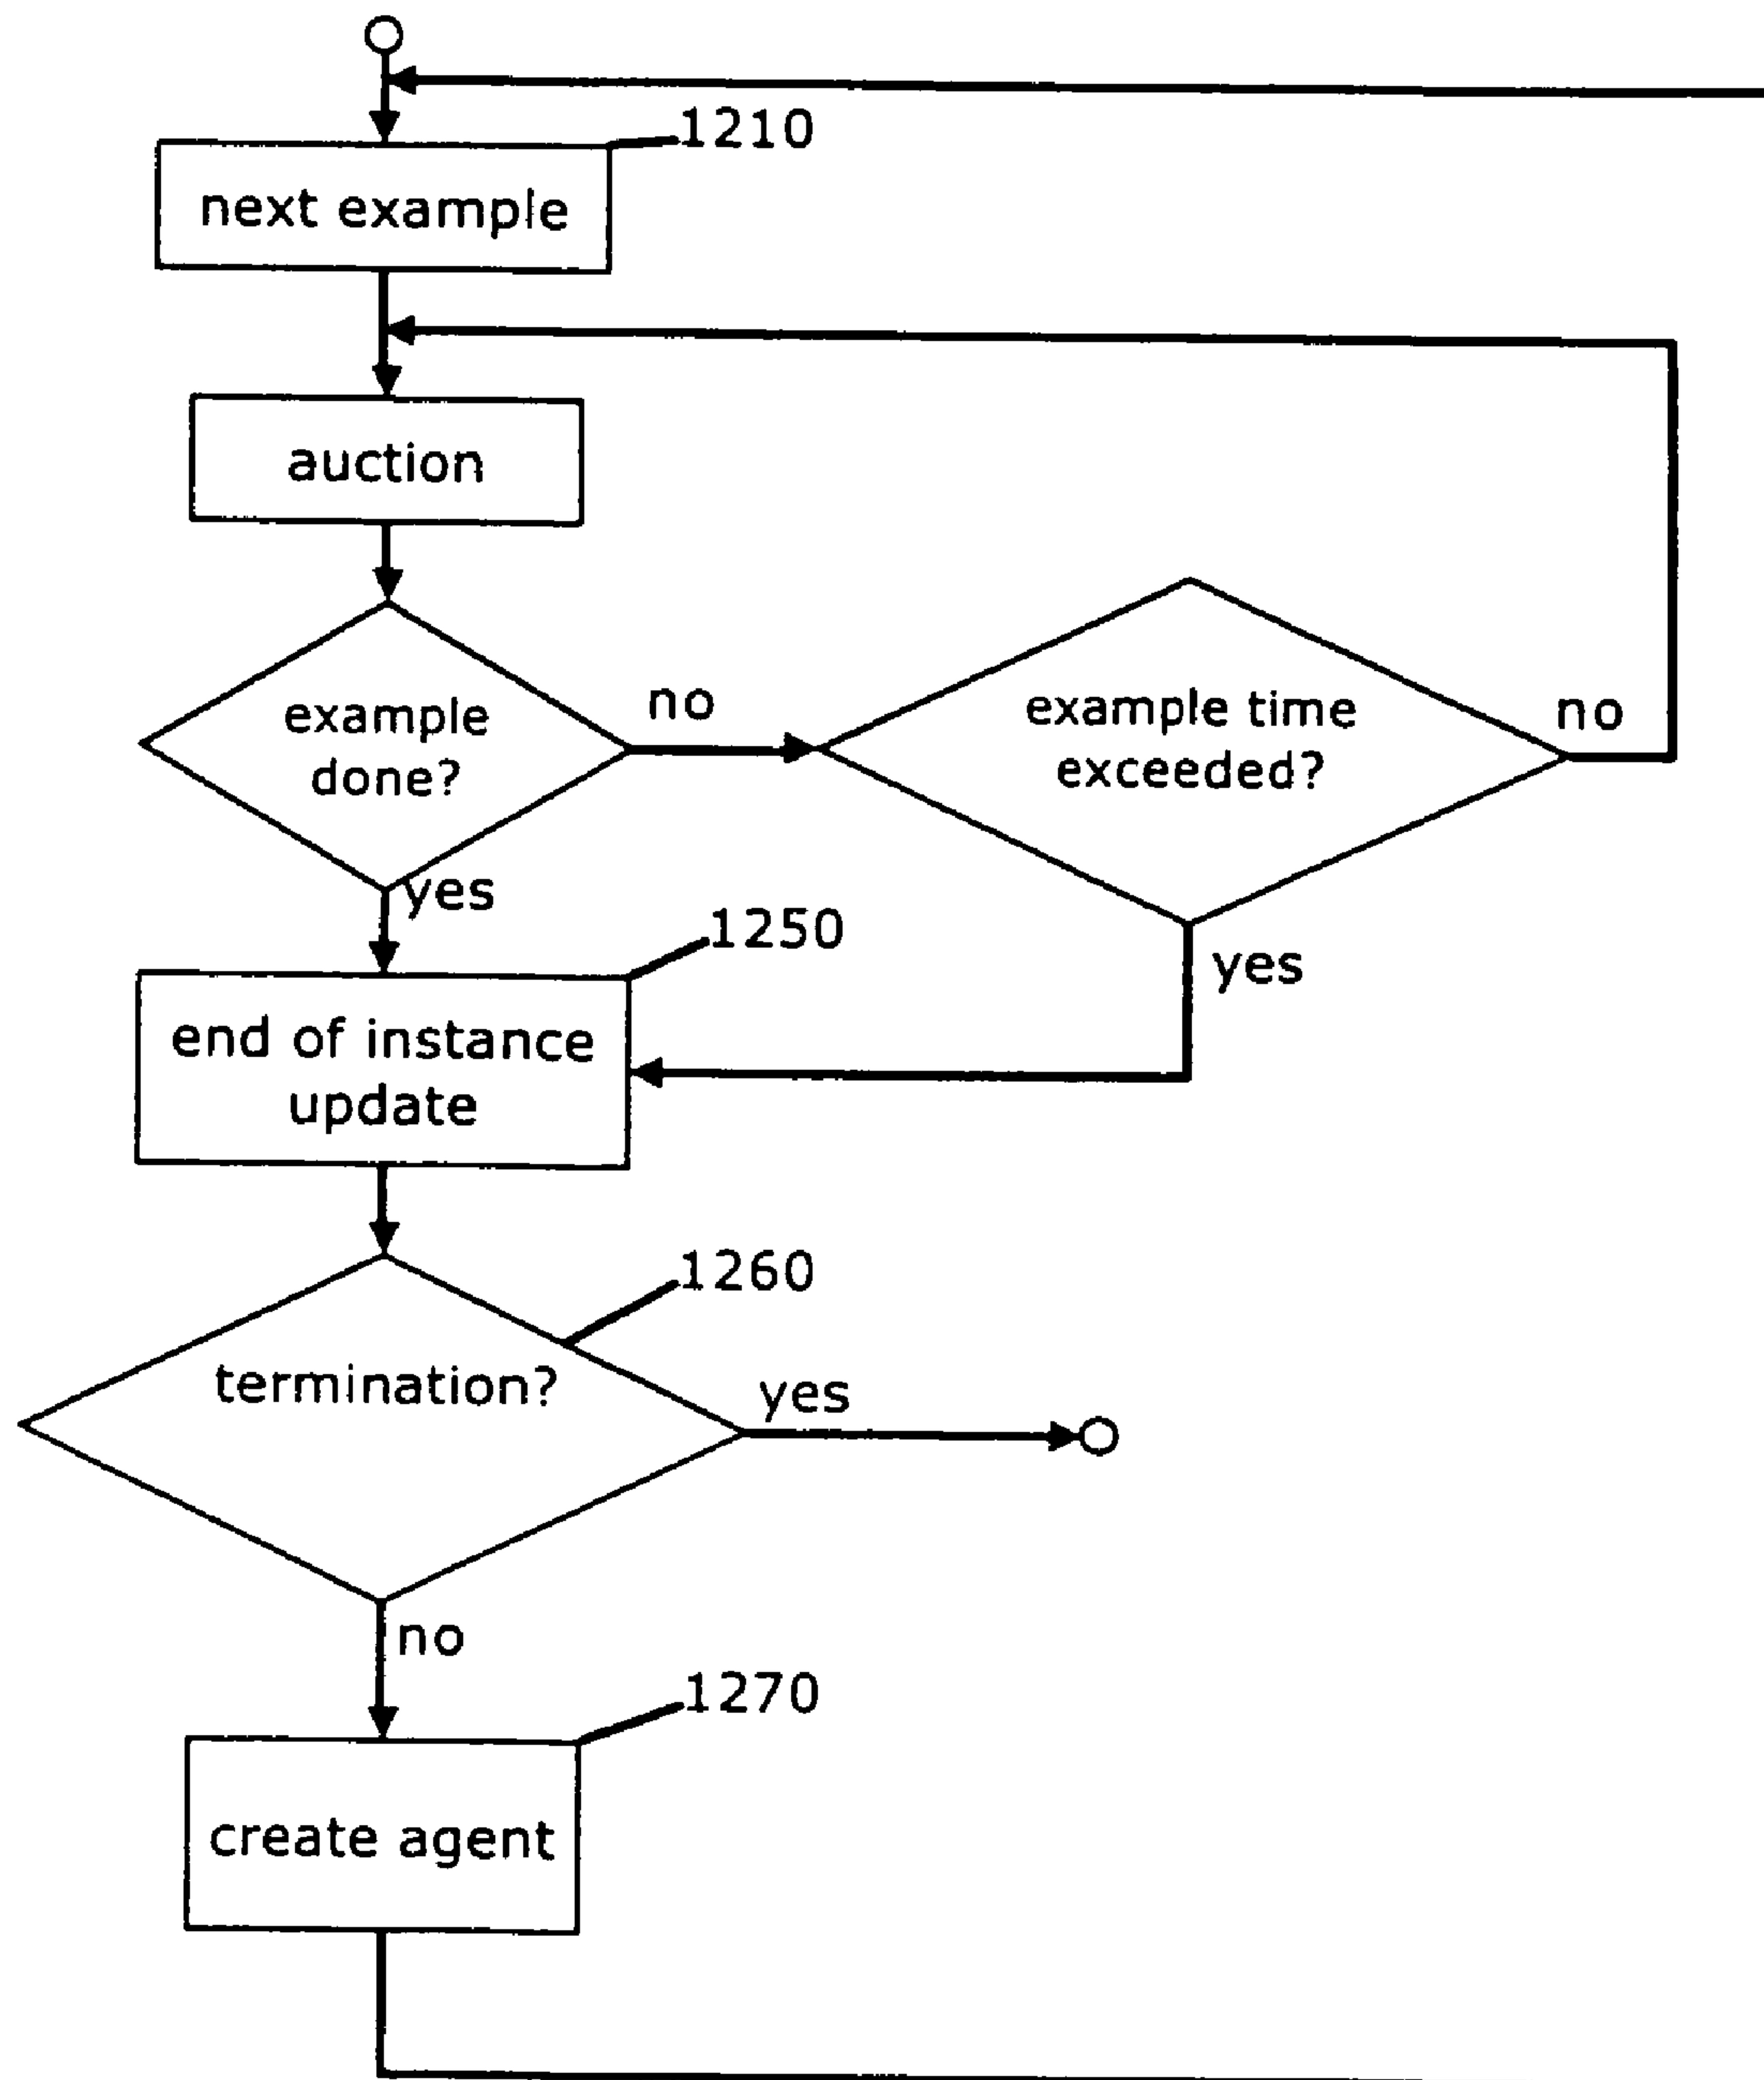 1210
next example
auction
example
done?
no
example time
exceeded?
no
yes
1250
yes
end of instance
update
1260
termination?
yes
no
1270
create agent